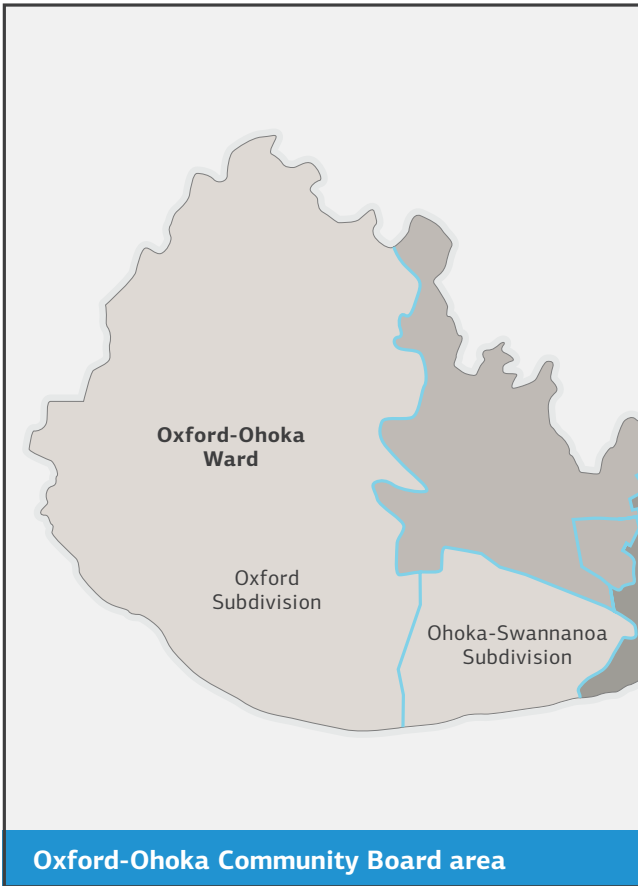 Oxford-Ohoka
Ward
Oxford
Subdivision
Ohoka-Swannanoa
Subdivision
Oxford-Ohoka Community Board area